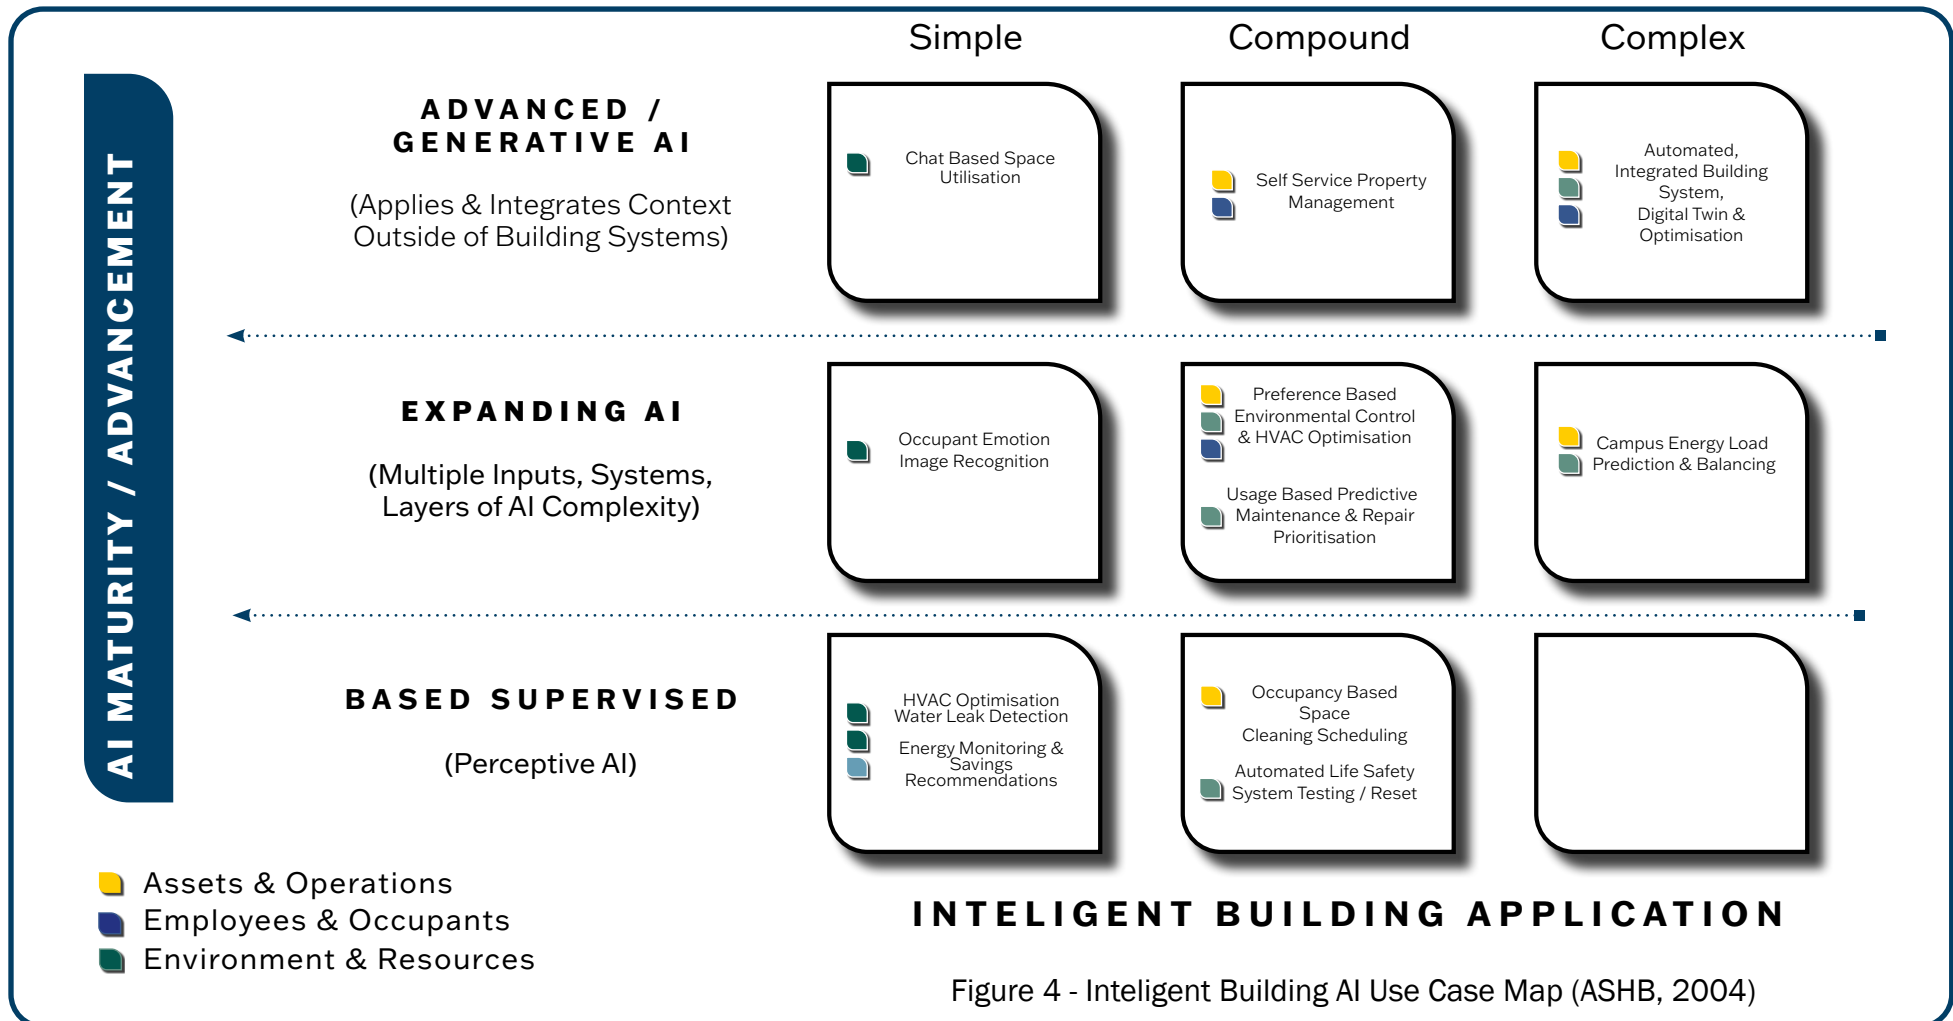 Simple
Compound
Complex
AI MATURITY / ADVANCEMENT
ADVANCED /
GENERATIVE AI
(Applies & Integrates Context
Outside of Building Systems)
Chat Based Space
Utilisation
Self Service Property
Management
Automated,
Integrated Building
System,
Digital Twin &
Optimisation
EXPANDING AI
(Multiple Inputs, Systems,
Layers of AI Complexity)
Occupant Emotion
Image Recognition
Preference Based
Environmental Control
& HVAC Optimisation
Usage Based Predictive
Maintenance & Repair
Prioritisation
Campus Energy Load
Prediction & Balancing
BASED SUPERVISED
(Perceptive AI)
HVAC Optimisation
Water Leak Detection
Energy Monitoring &
Savings
Recommendations
Occupancy Based
Space
Cleaning Scheduling
Automated Life Safety
System Testing / Reset
Assets & Operations
Employees & Occupants
Environment & Resources
INTELIGENT BUILDING APPLICATION
Figure 4 - Inteligent Building AI Use Case Map (ASHB, 2004)